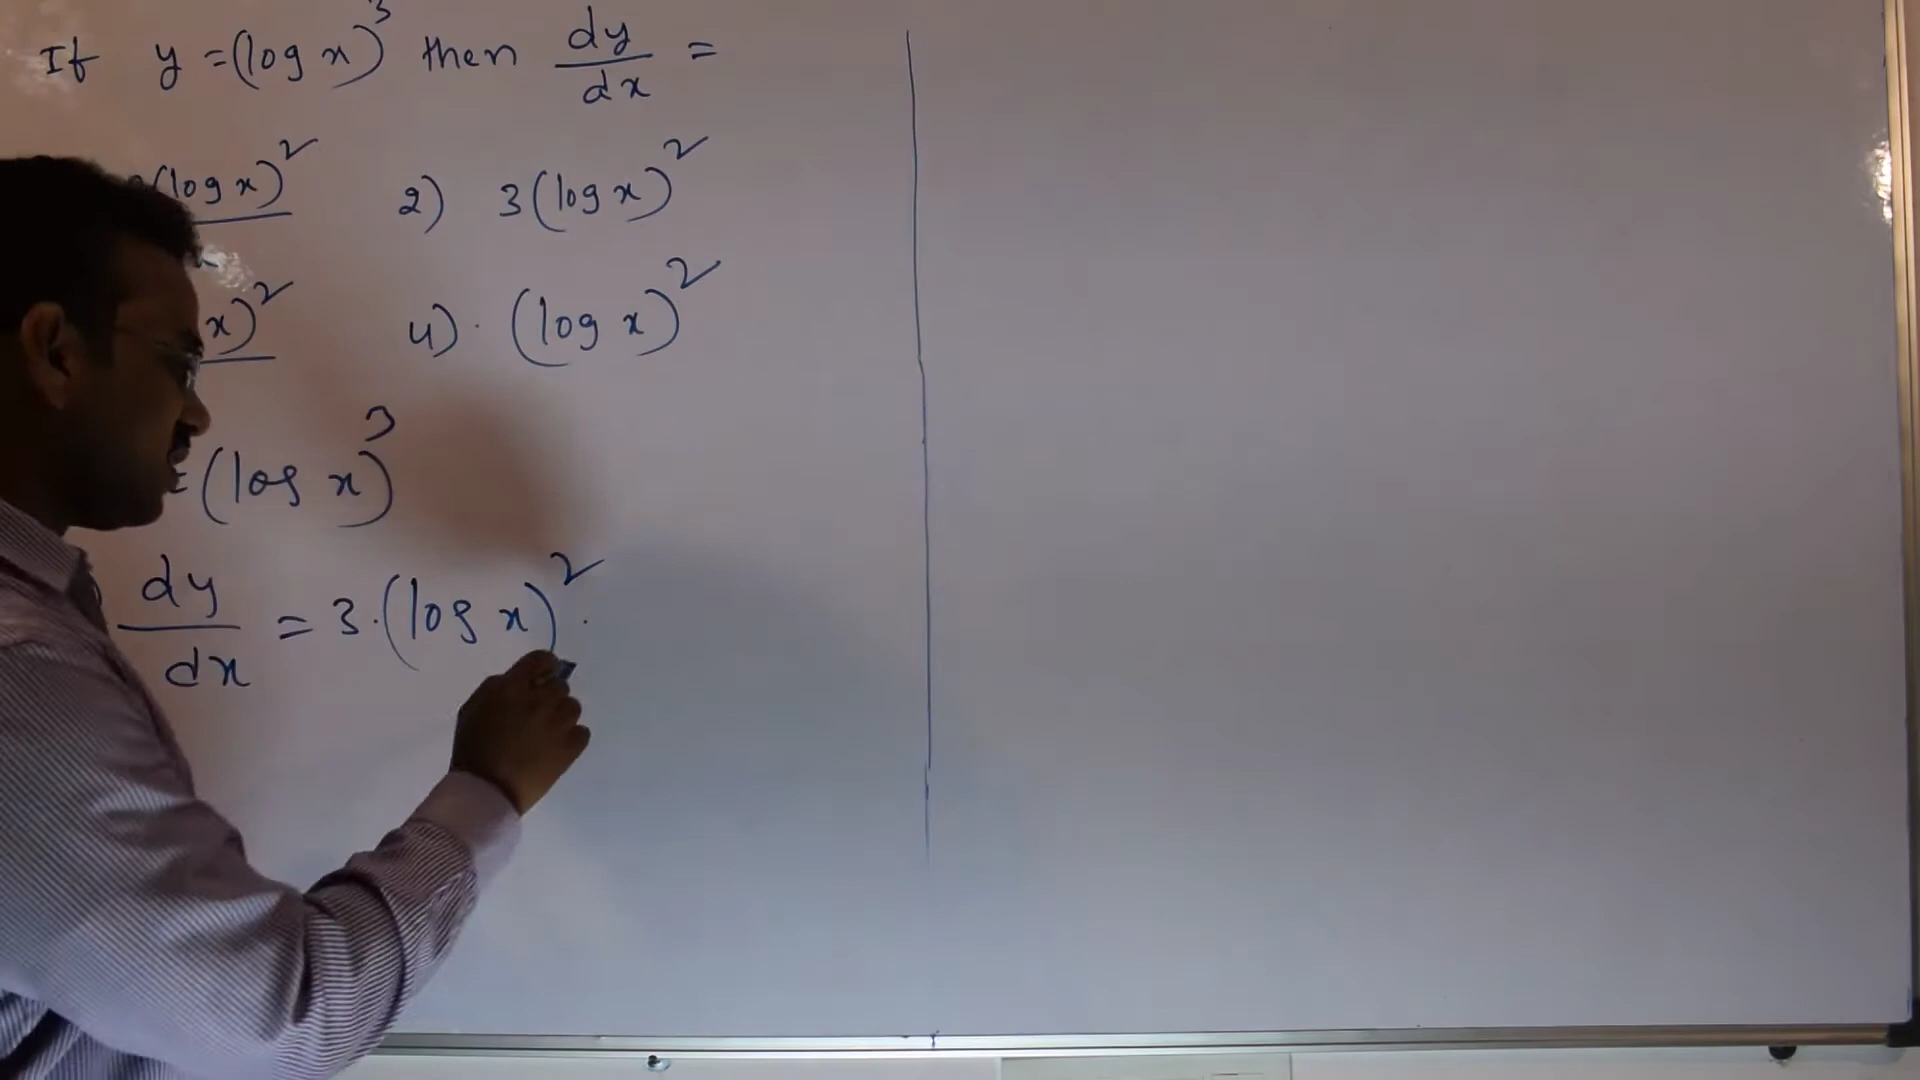 If y = (log x)³ then dy/dx =
(log x)² 2) 3(log x)²
x)² 4) · (log x)²
= (log x)³
dy/dx = 3·(log x)² ·